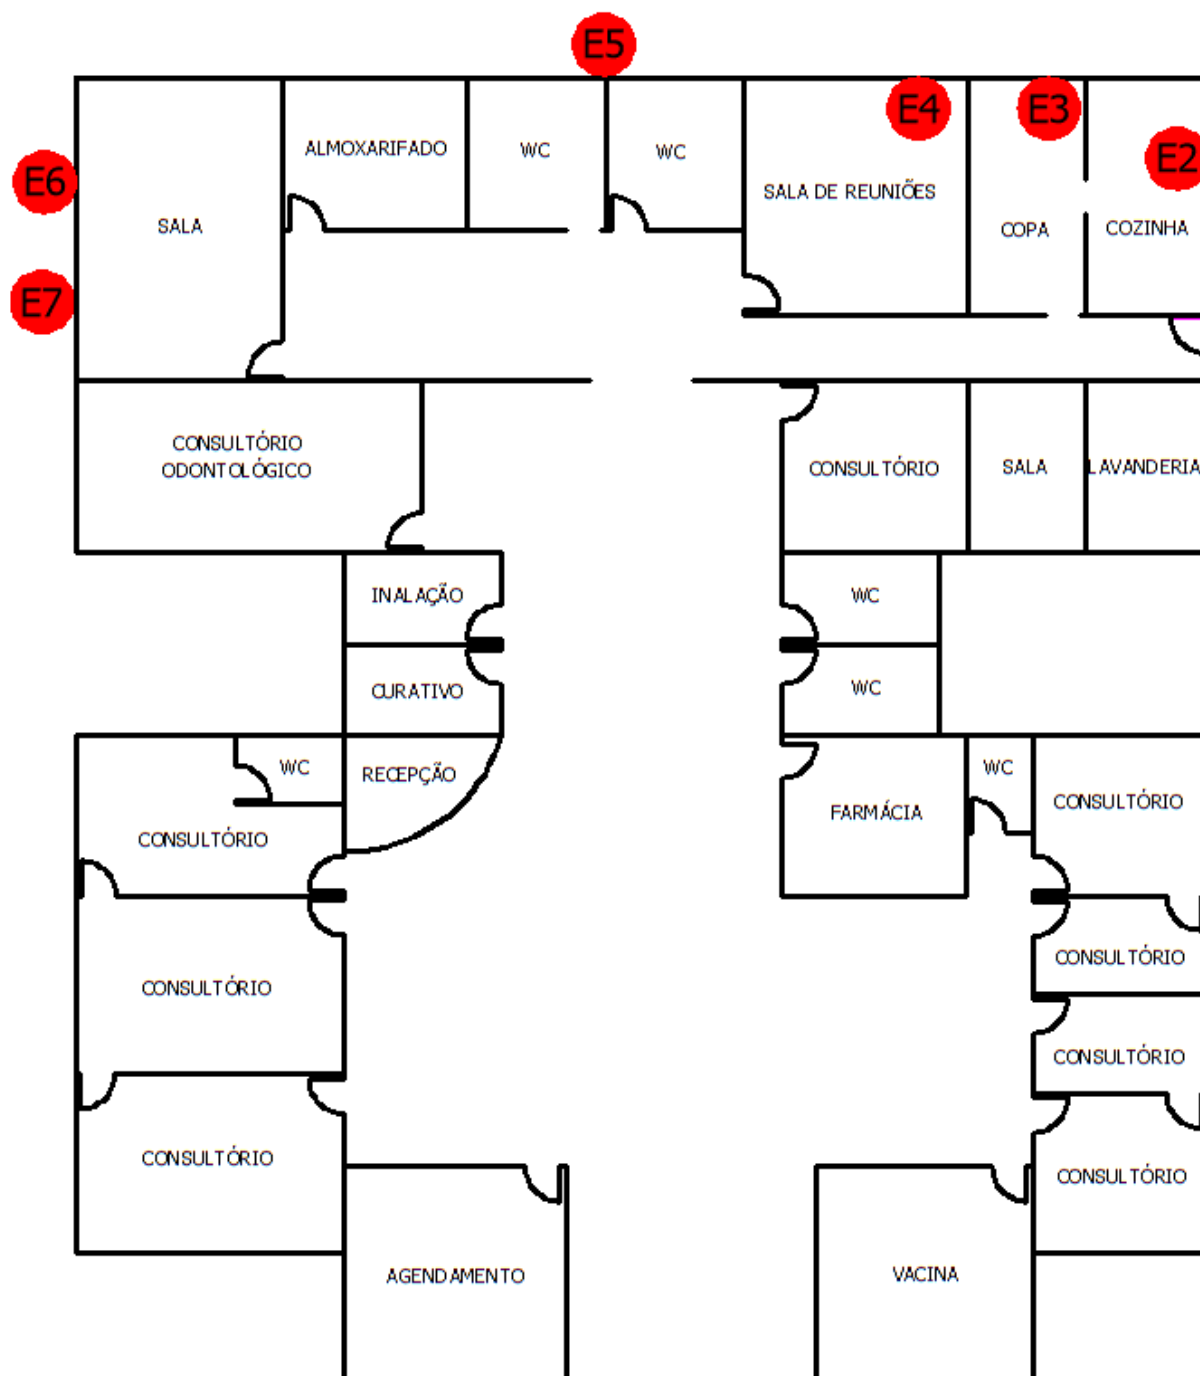 E5
E4
E3
E2
E6
E7
ALMOXARIFADO
WC
WC
SALA DE REUNIÕES
SALA
COPA
COZINHA
CONSULTÓRIO
ODONTOLÓGICO
CONSULTÓRIO
SALA
LAVANDERIA
INALAÇÃO
WC
CURATIVO
WC
WC
RECEPÇÃO
WC
CONSULTÓRIO
FARMÁCIA
CONSULTÓRIO
CONSULTÓRIO
CONSULTÓRIO
CONSULTÓRIO
CONSULTÓRIO
CONSULTÓRIO
AGENDAMENTO
VACINA